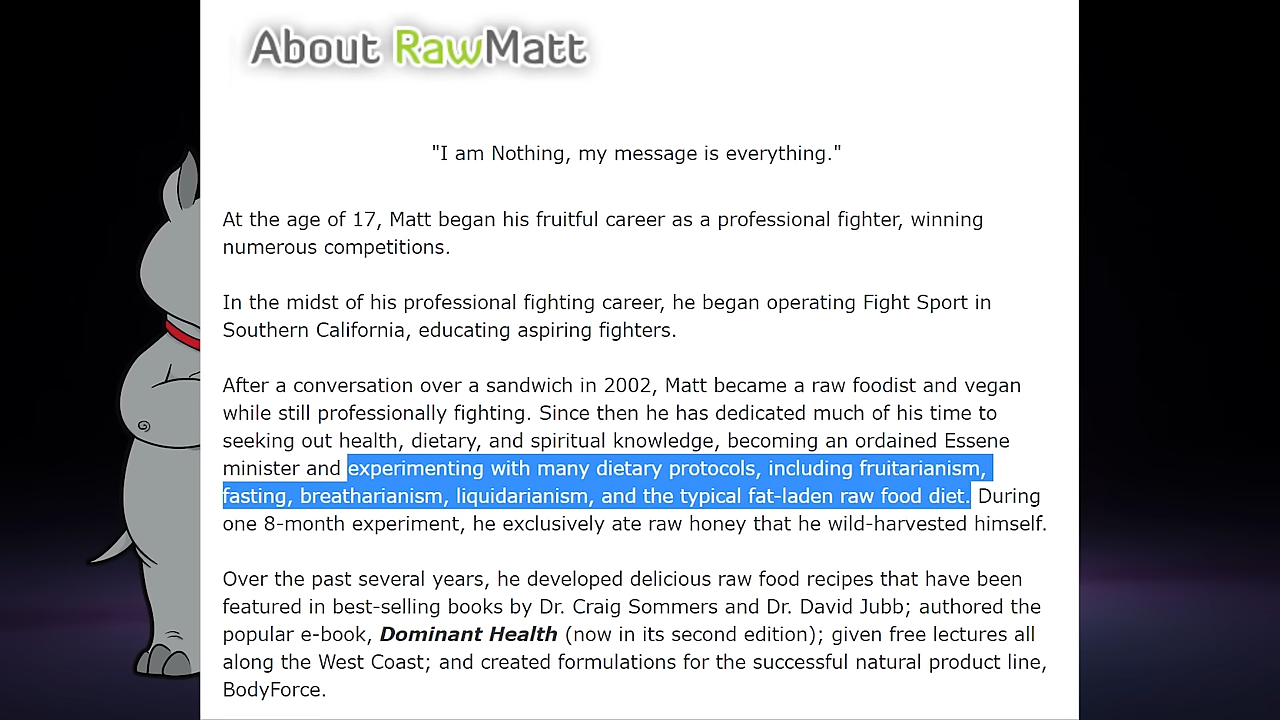 About RawMatt
"I am Nothing, my message is everything."
At the age of 17, Matt began his fruitful career as a professional fighter, winning
numerous competitions.
In the midst of his professional fighting career, he began operating Fight Sport in
Southern California, educating aspiring fighters.
After a conversation over a sandwich in 2002, Matt became a raw foodist and vegan
while still professionally fighting. Since then he has dedicated much of his time to
seeking out health, dietary, and spiritual knowledge, becoming an ordained Essene
minister and experimenting with many dietary protocols, including fruitarianism,
fasting, breatharianism, liquidarianism, and the typical fat-laden raw food diet. During
one 8-month experiment, he exclusively ate raw honey that he wild-harvested himself.
Over the past several years, he developed delicious raw food recipes that have been
featured in best-selling books by Dr. Craig Sommers and Dr. David Jubb; authored the
popular e-book, Dominant Health (now in its second edition); given free lectures all
along the West Coast; and created formulations for the successful natural product line,
BodyForce.